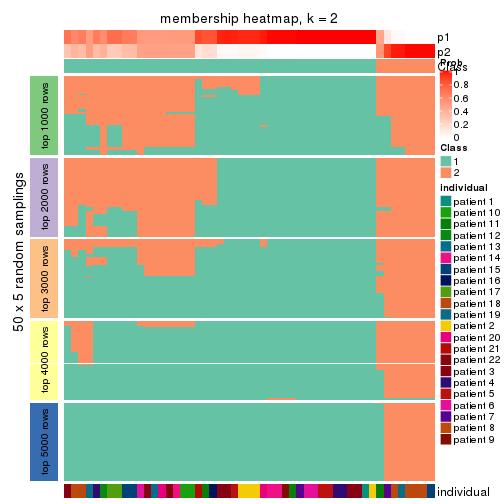 membership heatmap, k = 2
p1
p2
Class
Prob
1
0.8
0.6
0.4
0.2
0
Class
1
2
individual
patient 1
patient 10
patient 11
patient 12
patient 13
patient 14
patient 15
patient 16
patient 17
patient 18
patient 19
patient 2
patient 20
patient 21
patient 22
patient 3
patient 4
patient 5
patient 6
patient 7
patient 8
patient 9
50 x 5 random samplings
top 1000 rows
top 2000 rows
top 3000 rows
top 4000 rows
top 5000 rows
individual